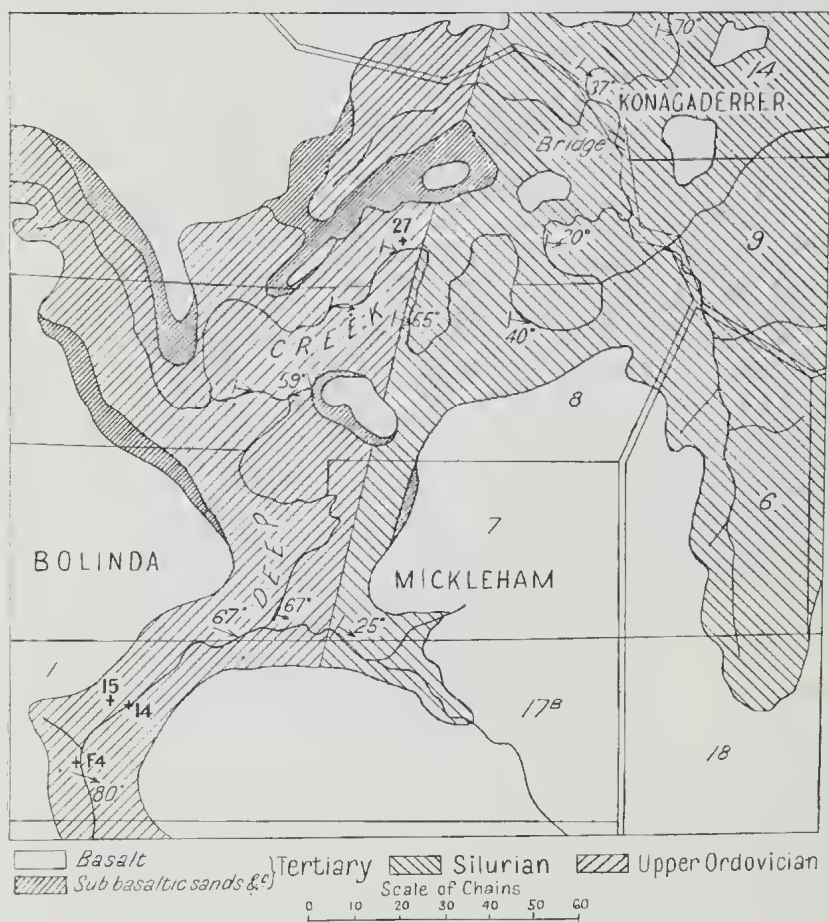 70°
14
37°
KONAGADERRER
Bridge
27
20°
9
CREEK
65°
40°
59°
8
6
7
BOLINDA
DEEP
MICKLEHAM
67°
67°
25°
1
15
14
17B
18
F4
80°
Basalt
Sub basaltic sands &c
} Tertiary
Silurian
Upper Ordovician
Scale of Chains
0 10 20 30 40 50 60